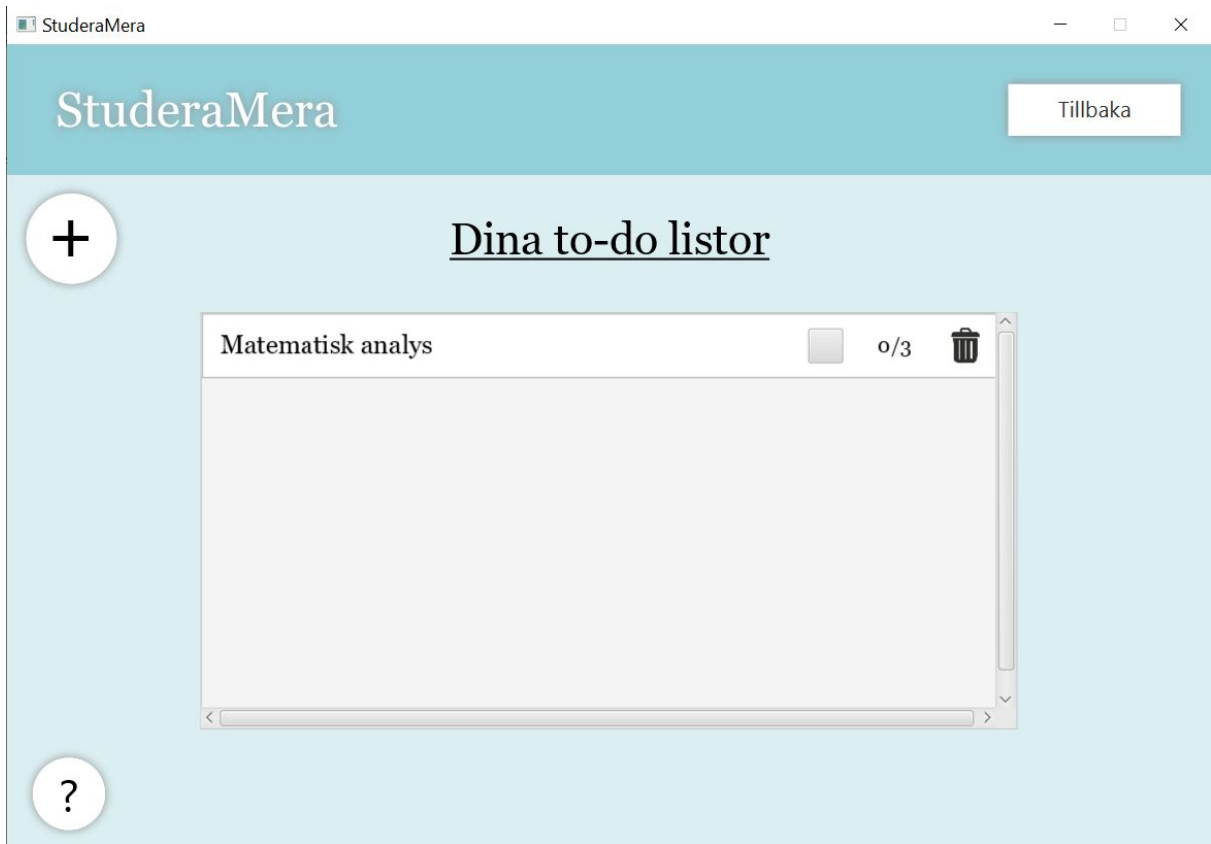 StuderaMera
StuderaMera
Tillbaka
+
Dina to-do listor
Matematisk analys 0/3
?